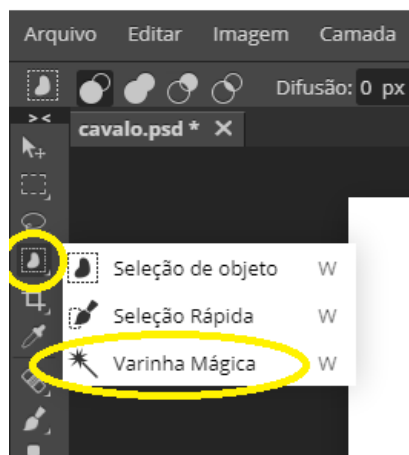 Arquivo Editar Imagem Camada
Difusão: 0 px
> <
cavalo.psd * X
Seleção de objeto W
Seleção Rápida W
Varinha Mágica W